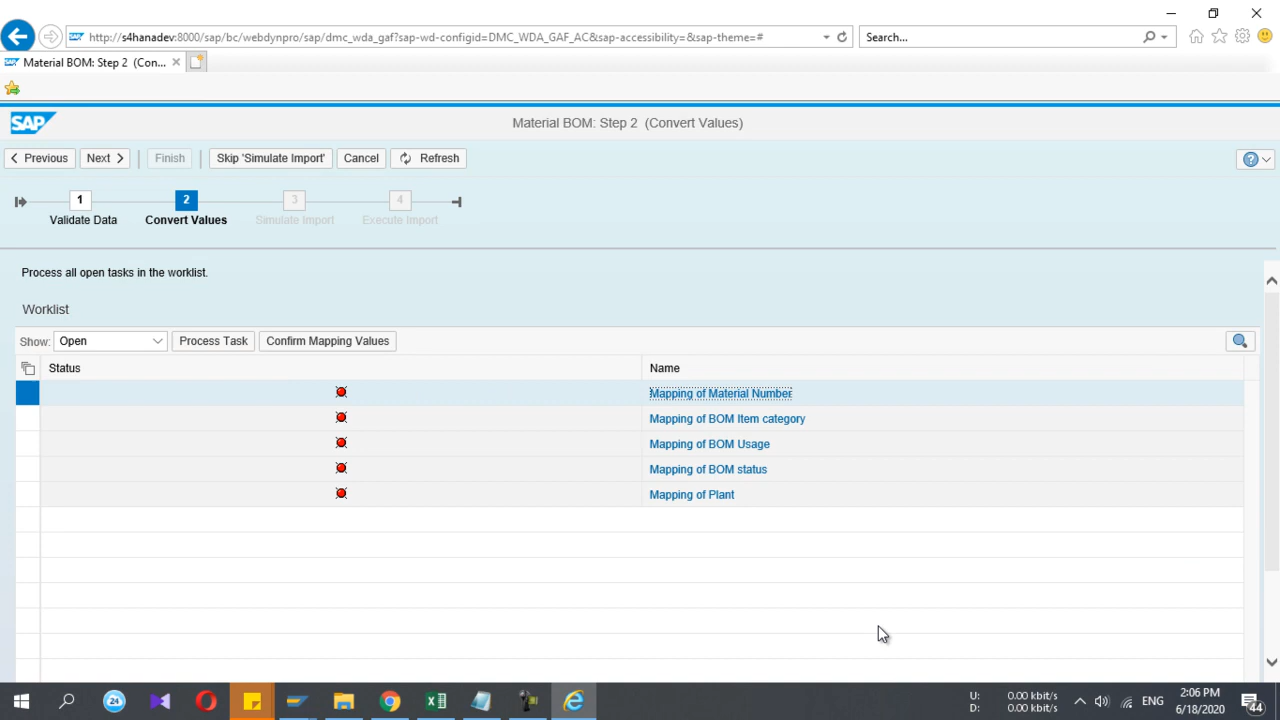 http://s4hanadev:8000/sap/bc/webdynpro/sap/dmc_wda_gaf?sap-wd-configid=DMC_WDA_GAF_AC&sap-accessibility=&sap-theme=#
Search...
Material BOM: Step 2 (Con...
SAP
Material BOM: Step 2 (Convert Values)
Previous
Next
Finish
Skip 'Simulate Import'
Cancel
Refresh
1
2
3
4
Validate Data
Convert Values
Simulate Import
Execute Import
Process all open tasks in the worklist.
Worklist
Show:
Open
Process Task
Confirm Mapping Values
Status
Name
Mapping of Material Number
Mapping of BOM Item category
Mapping of BOM Usage
Mapping of BOM status
Mapping of Plant
24
U: 0.00 kbit/s
D: 0.00 kbit/s
ENG
2:06 PM
6/18/2020
44